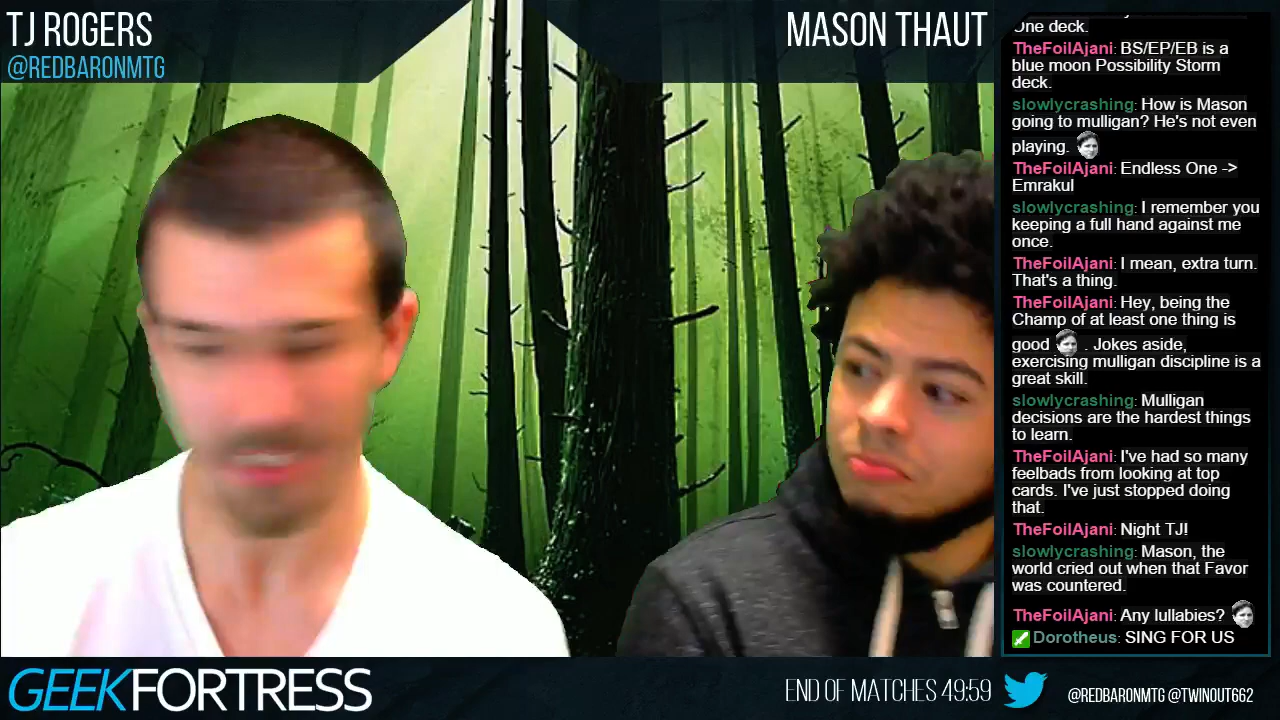 TJ ROGERS
@REDBARONMTG
MASON THAUT
One deck.
TheFoilAjani: BS/EP/EB is a
blue moon Possibility Storm
deck.
slowlycrashing: How is Mason
going to mulligan? He's not even
playing.
TheFoilAjani: Endless One ->
Emrakul
slowlycrashing: I remember you
keeping a full hand against me
once.
TheFoilAjani: I mean, extra turn.
That's a thing.
TheFoilAjani: Hey, being the
Champ of at least one thing is
good . Jokes aside,
exercising mulligan discipline is a
great skill.
slowlycrashing: Mulligan
decisions are the hardest things
to learn.
TheFoilAjani: I've had so many
feelbads from looking at top
cards. I've just stopped doing
that.
TheFoilAjani: Night TJ!
slowlycrashing: Mason, the
world cried out when that Favor
was countered.
TheFoilAjani: Any lullabies?
Dorotheus: SING FOR US
GEEKFORTRESS
END OF MATCHES 49:59
@REDBARONMTG @TWINOUT662